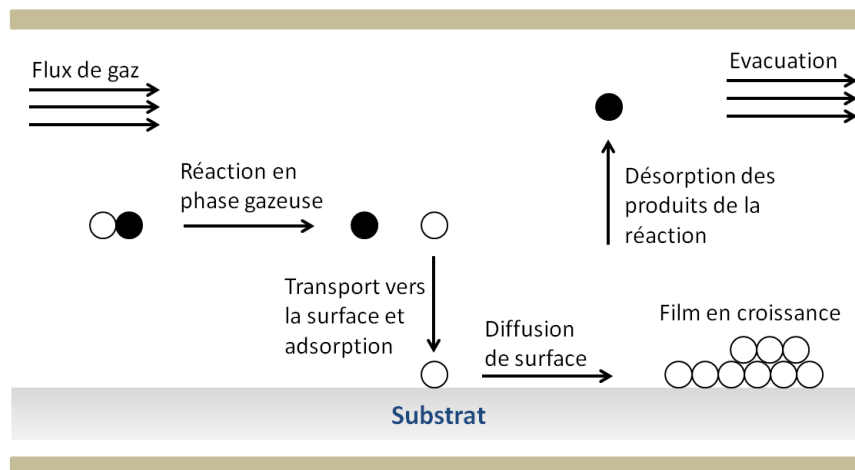 Flux de gaz
Evacuation
Réaction en
phase gazeuse
Désorption des
produits de la
réaction
Transport vers
la surface et
adsorption
Diffusion
de surface
Film en croissance
Substrat